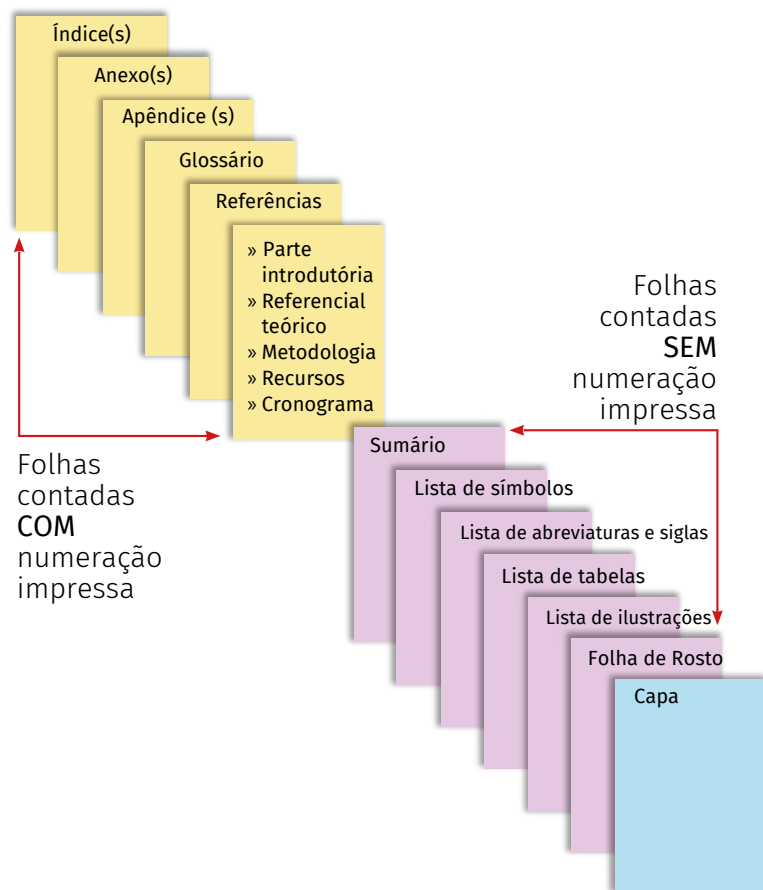 Índice(s)
Anexo(s)
Apêndice (s)
Glossário
Referências
» Parte
introdutória
» Referencial
teórico
» Metodologia
» Recursos
» Cronograma
Folhas
contadas
SEM
numeração
impressa
Folhas
contadas
COM
numeração
impressa
Sumário
Lista de símbolos
Lista de abreviaturas e siglas
Lista de tabelas
Lista de ilustrações
Folha de Rosto
Capa